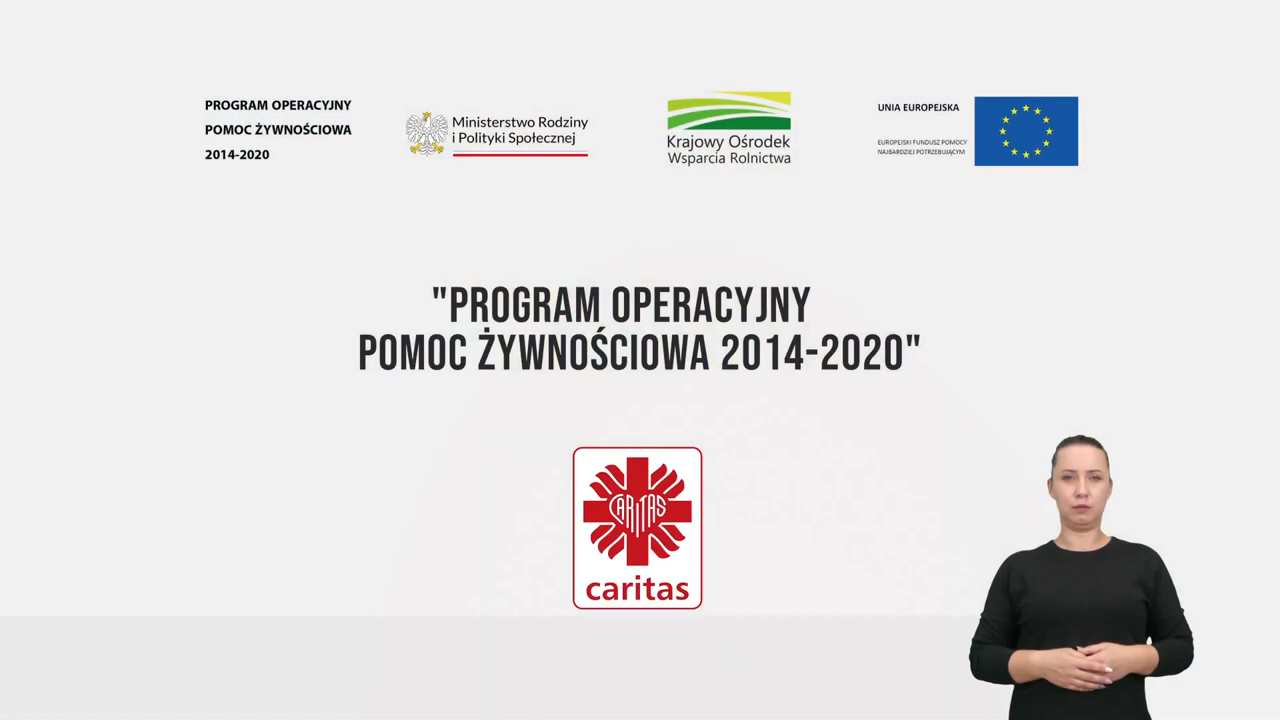 PROGRAM OPERACYJNY
POMOC ŻYWNOŚCIOWA
2014-2020
Ministerstwo Rodziny
i Polityki Społecznej
Krajowy Ośrodek
Wsparcia Rolnictwa
UNIA EUROPEJSKA
EUROPEJSKI FUNDUSZ POMOCY
NAJBARDZIEJ POTRZEBUJĄCYM
"PROGRAM OPERACYJNY
POMOC ŻYWNOŚCIOWA 2014-2020"
CARITAS
caritas